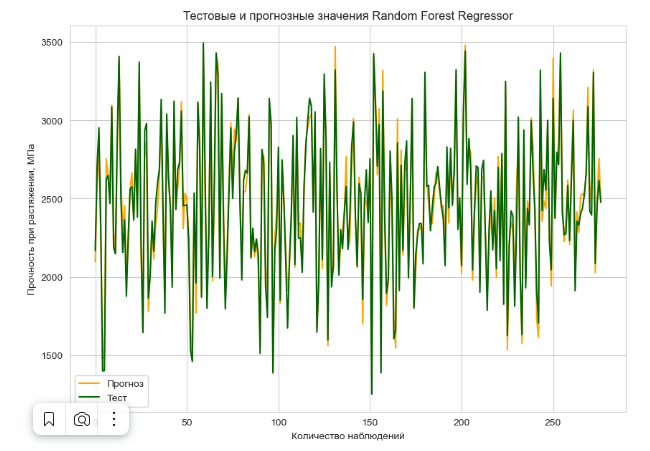 Тестовые и прогнозные значения Random Forest Regressor
3500
3000
2500
2000
1500
Прочность при растяжении, МПа
Прогноз
Тест
0
50
100
150
200
250
Количество наблюдений